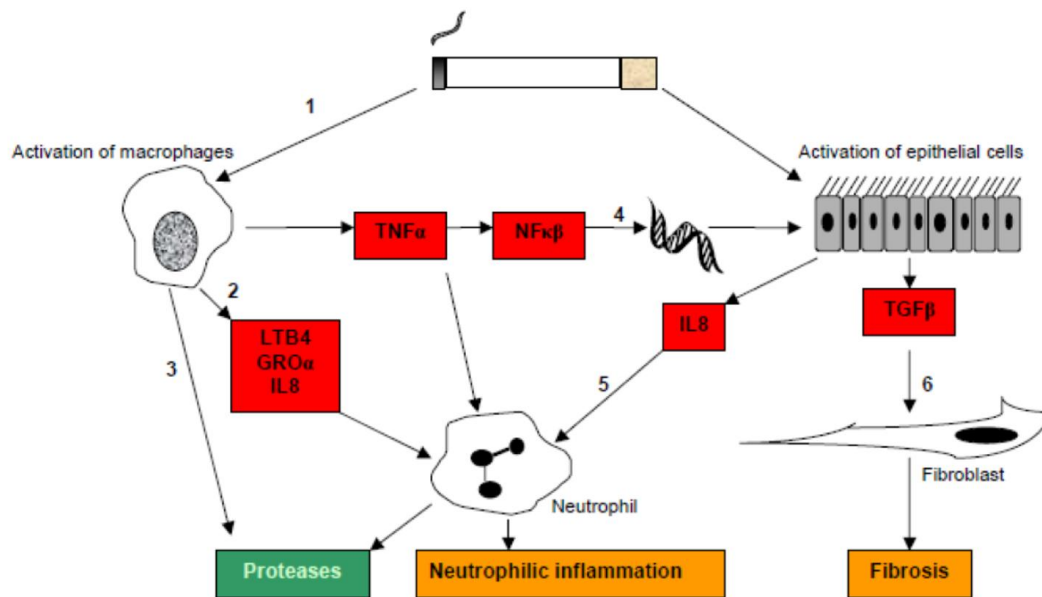 1
Activation of macrophages
Activation of epithelial cells
TNFα
NFκβ
4
2
LTB4
GROα
IL8
IL8
TGFβ
3
5
6
Fibroblast
Neutrophil
Proteases
Neutrophilic inflammation
Fibrosis